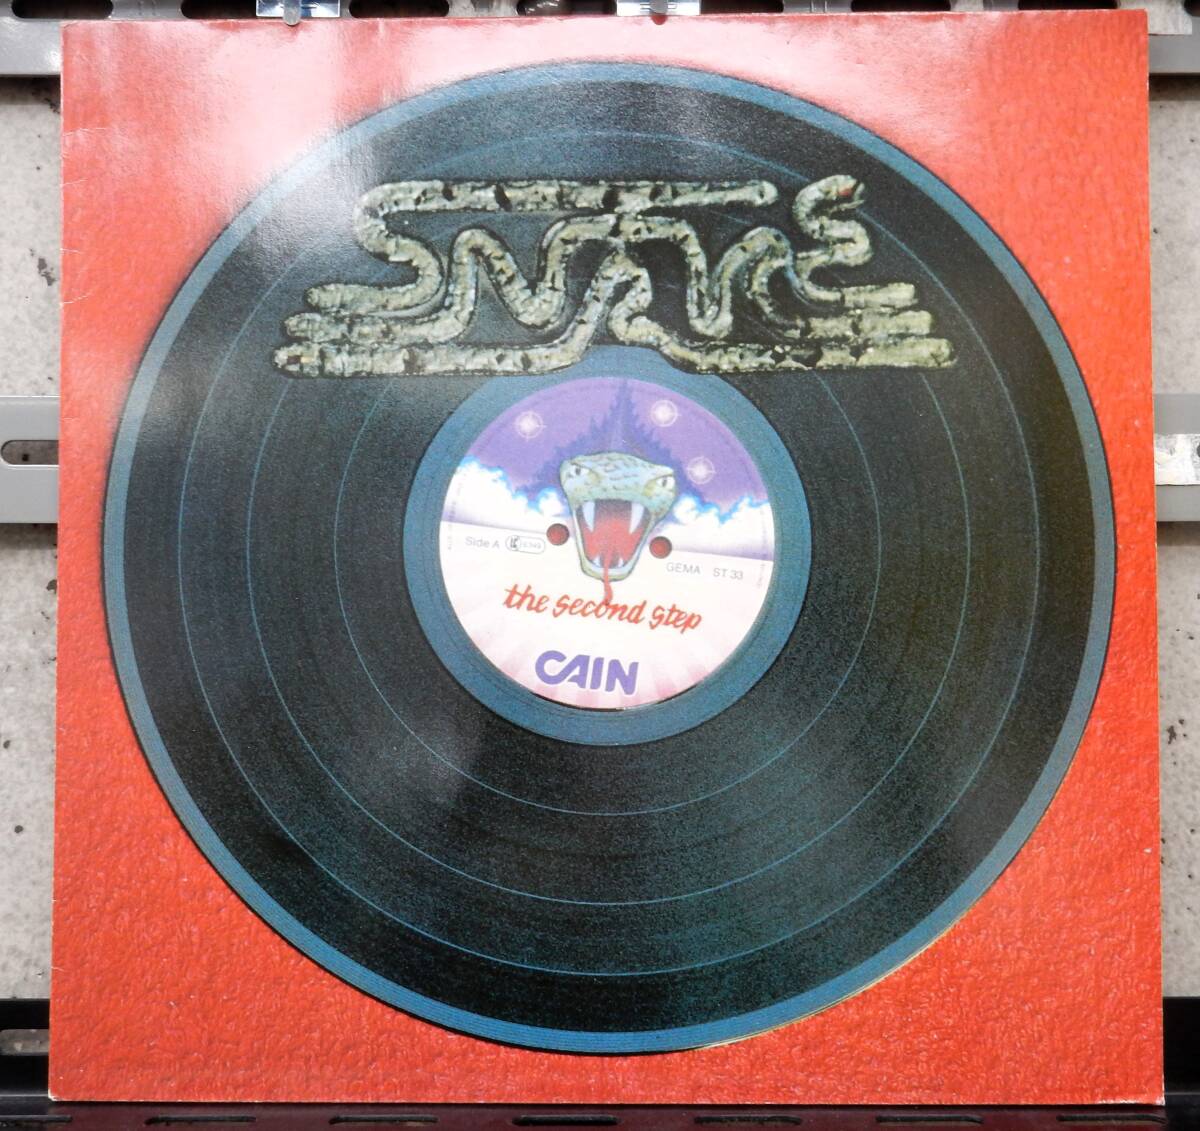 SNAKE
Side A
GEMA ST 33
the second step
CAIN